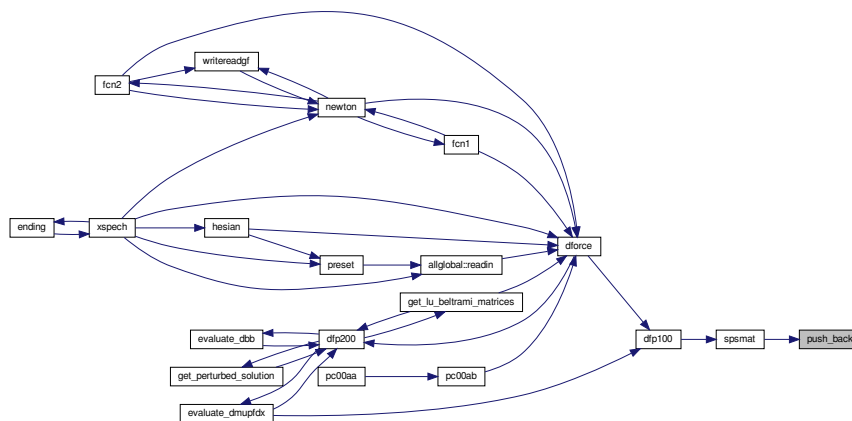 writereadgf
fcn2
newton
fcn1
ending
xspech
hesian
dforce
preset
allglobal::readin
get_lu_beltrami_matrices
evaluate_dbb
dfp200
dfp100
spsmat
push_back
get_perturbed_solution
pc00aa
pc00ab
evaluate_dmupfdx